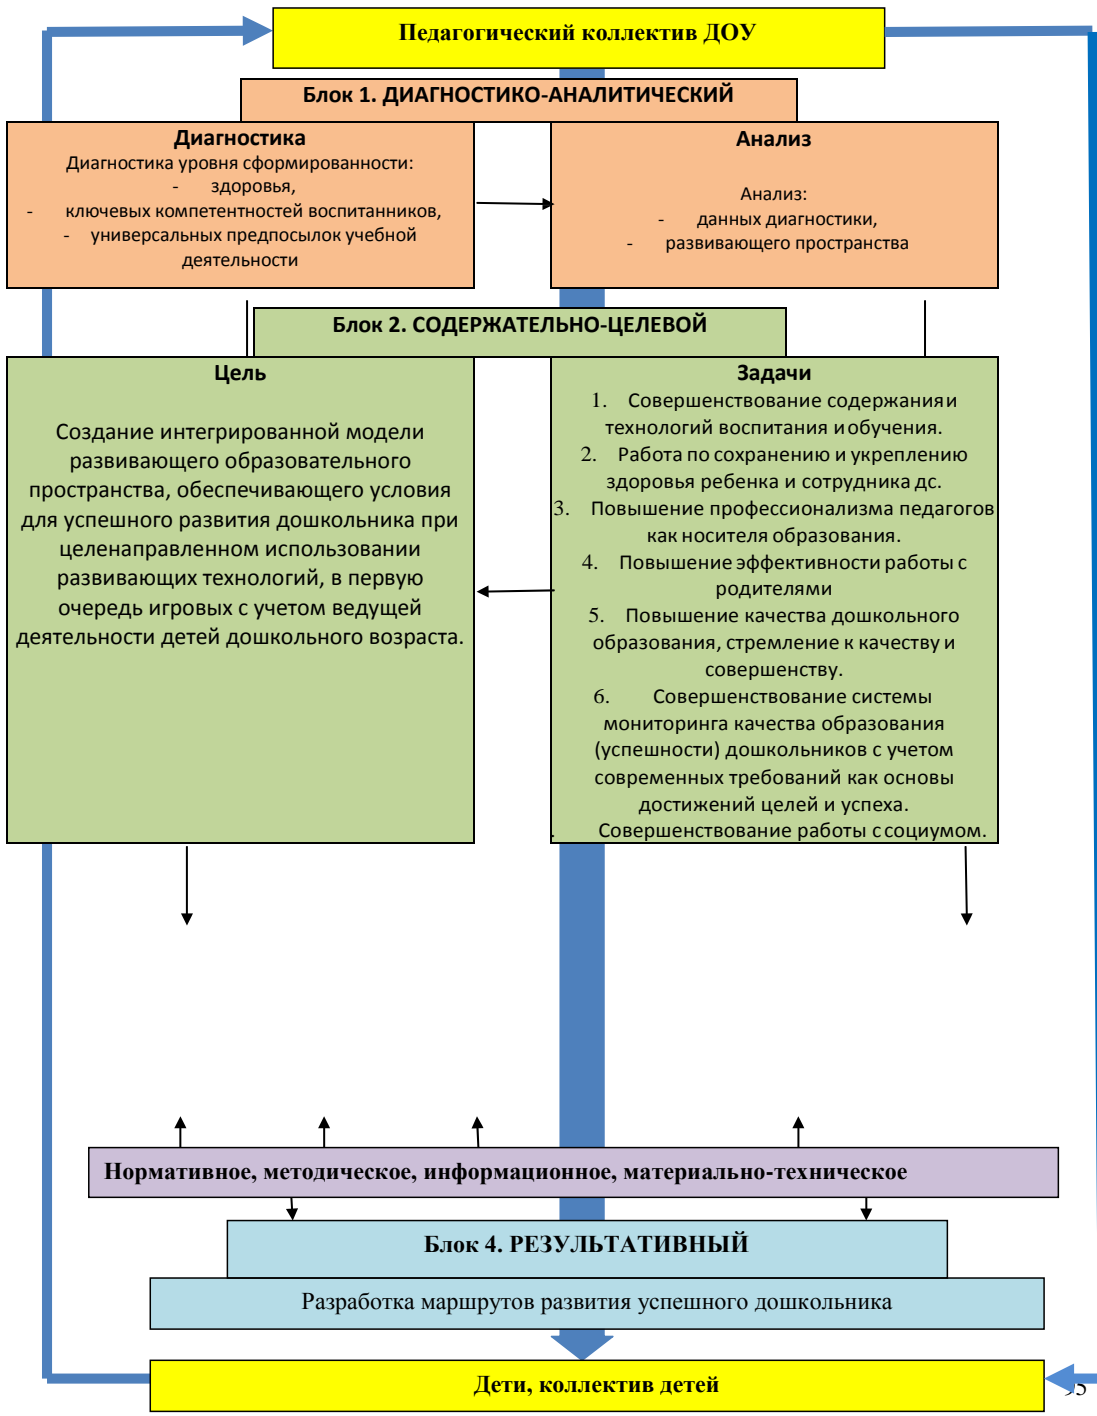 Педагогический коллектив ДОУ
Блок 1. ДИАГНОСТИКО-АНАЛИТИЧЕСКИЙ
Диагностика
Диагностика уровня сформированности:
- здоровья,
- ключевых компетентностей воспитанников,
- универсальных предпосылок учебной
деятельности
Анализ
Анализ:
- данных диагностики,
- развивающего пространства
Блок 2. СОДЕРЖАТЕЛЬНО-ЦЕЛЕВОЙ
Цель
Создание интегрированной модели
развивающего образовательного
пространства, обеспечивающего условия
для успешного развития дошкольника при
целенаправленном использовании
развивающих технологий, в первую
очередь игровых с учетом ведущей
деятельности детей дошкольного возраста.
Задачи
1. Совершенствование содержания и
технологий воспитания и обучения.
2. Работа по сохранению и укреплению
здоровья ребенка и сотрудника дс.
3. Повышение профессионализма педагогов
как носителя образования.
4. Повышение эффективности работы с
родителями
5. Повышение качества дошкольного
образования, стремление к качеству и
совершенству.
6. Совершенствование системы
мониторинга качества образования
(успешности) дошкольников с учетом
современных требований как основы
достижений целей и успеха.
. Совершенствование работы с социумом.
Нормативное, методическое, информационное, материально-техническое
Блок 4. РЕЗУЛЬТАТИВНЫЙ
Разработка маршрутов развития успешного дошкольника
Дети, коллектив детей